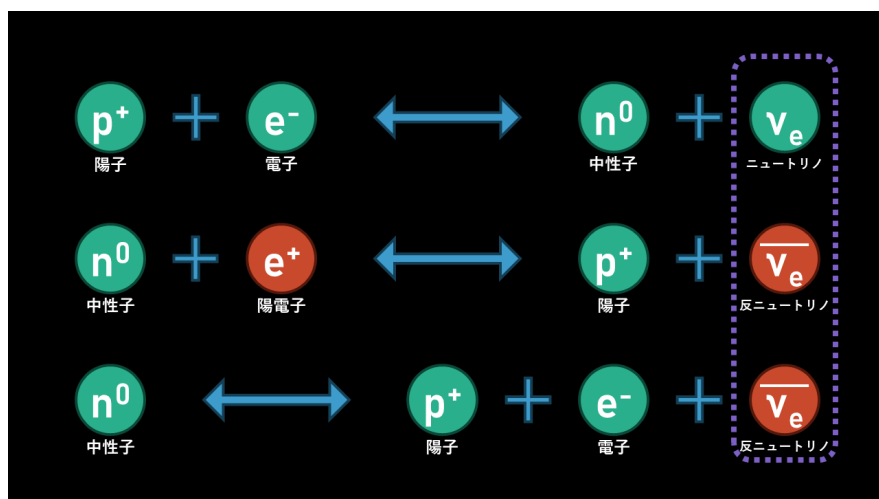 p⁺ + e⁻ ↔ n⁰ + νₑ
陽子 電子 中性子 ニュートリノ
n⁰ + e⁺ ↔ p⁺ + ν̅ₑ
中性子 陽電子 陽子 反ニュートリノ
n⁰ ↔ p⁺ + e⁻ + ν̅ₑ
中性子 陽子 電子 反ニュートリノ